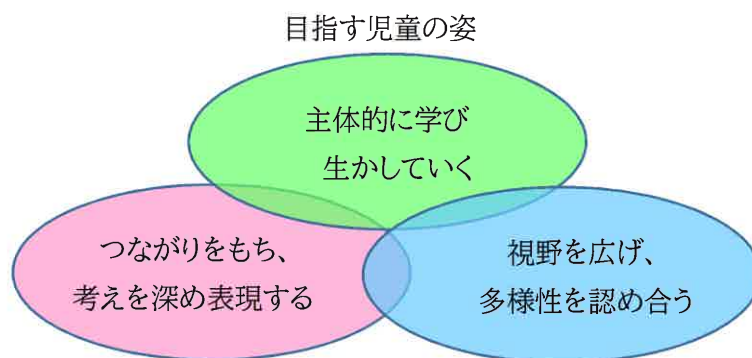 目指す児童の姿
主体的に学び
生かしていく
つながりをもち、
考えを深め表現する
視野を広げ、
多様性を認め合う